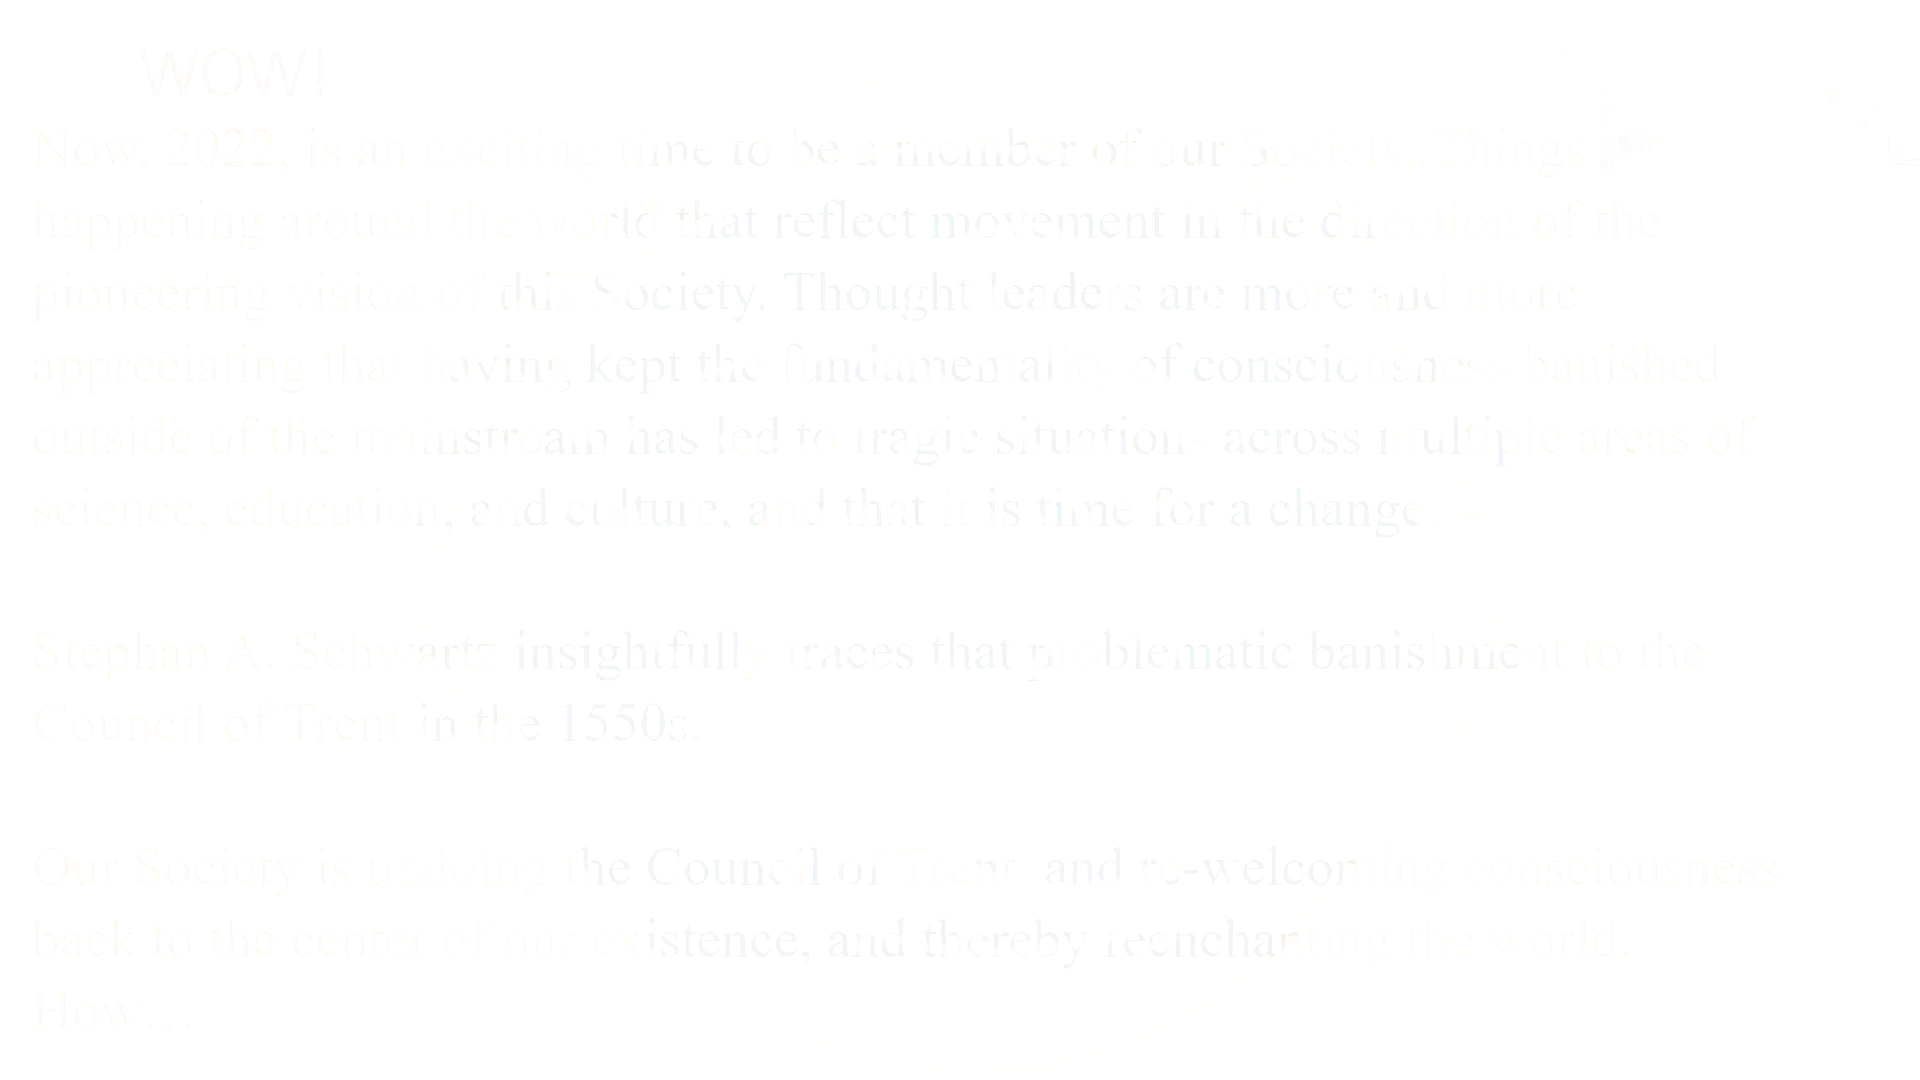 WOW!
Now, 2022, is an exciting time to be a member of our Society. Things are
happening around the world that reflect movement in the direction of the
pioneering vision of this Society. Thought leaders are more and more
appreciating that having kept the fundamentality of consciousness banished
outside of the mainstream has led to tragic situations across multiple areas of
science, education, and culture, and that it is time for a change.
Stephan A. Schwartz insightfully traces that problematic banishment to the
Council of Trent in the 1550s.
Our Society is undoing the Council of Trent, and re-welcoming consciousness
back to the center of our existence, and thereby reenchanting the world.
How…